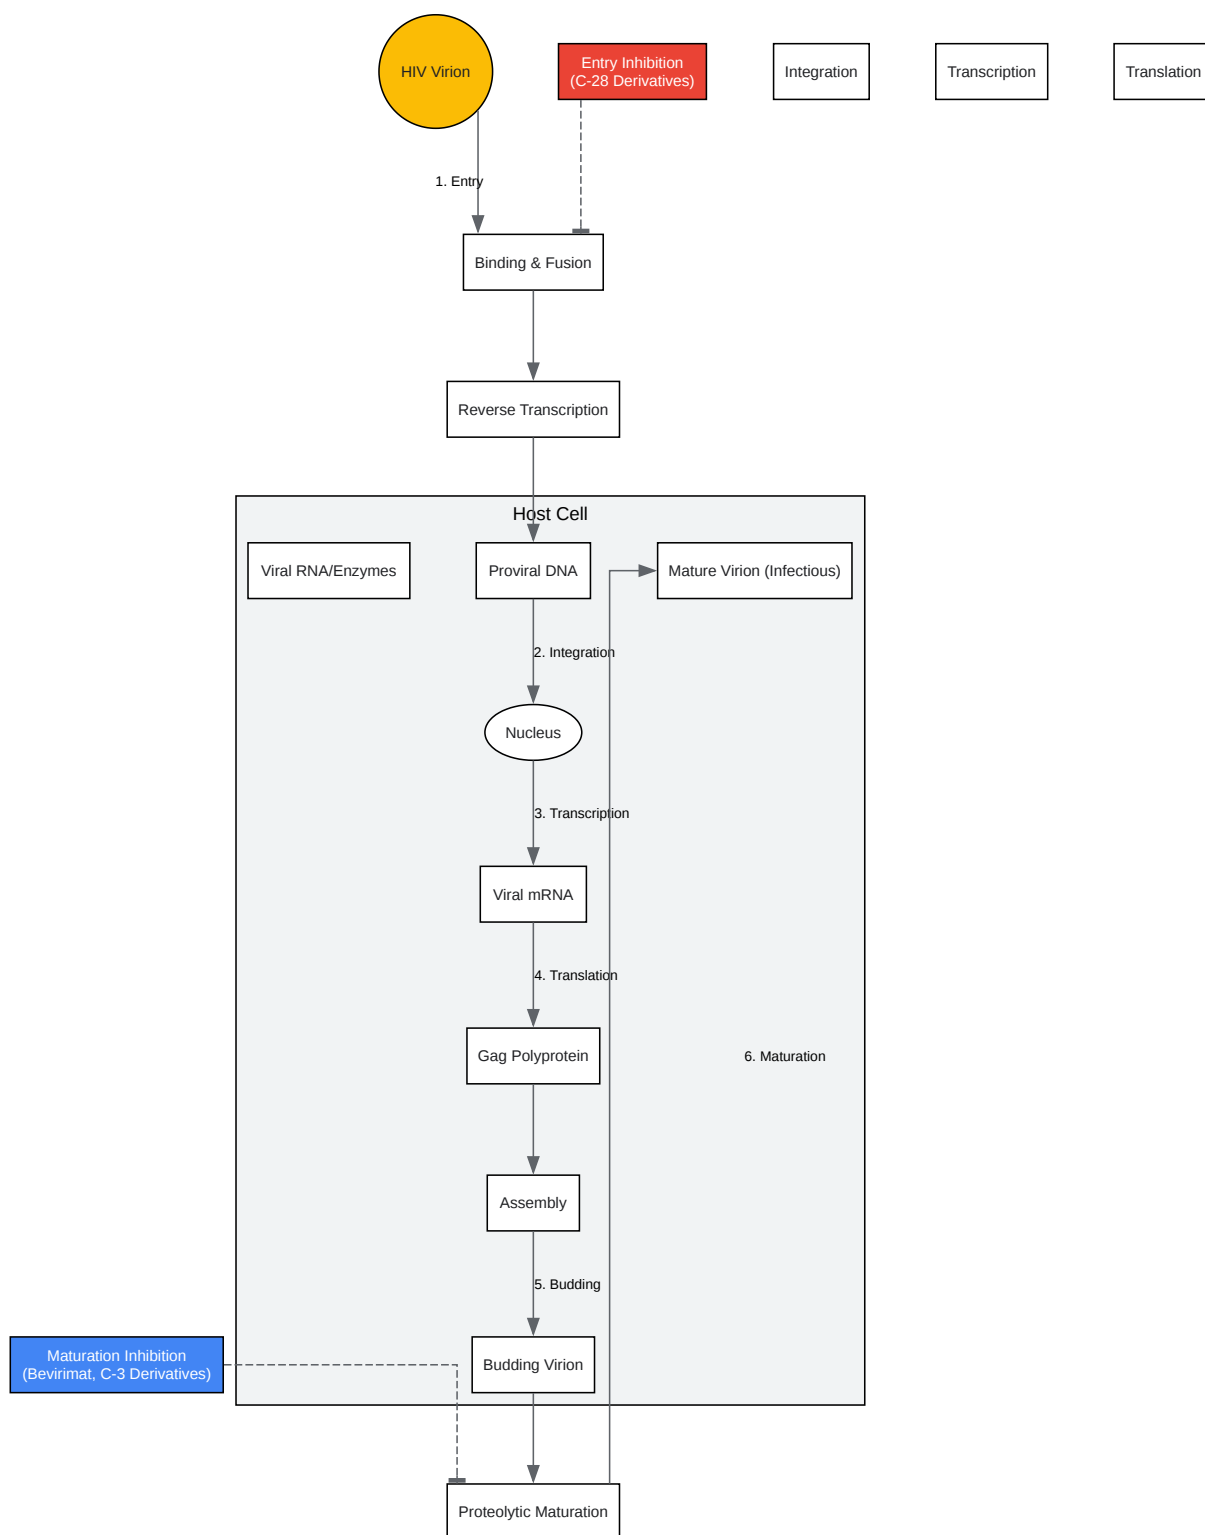 HIV Virion
Entry Inhibition
(C-28 Derivatives)
Integration
Transcription
Translation
1. Entry
Binding & Fusion
Reverse Transcription
Host Cell
Viral RNA/Enzymes
Proviral DNA
Mature Virion (Infectious)
2. Integration
Nucleus
3. Transcription
Viral mRNA
4. Translation
Gag Polyprotein
6. Maturation
Assembly
5. Budding
Maturation Inhibition
(Bevirimat, C-3 Derivatives)
Budding Virion
Proteolytic Maturation